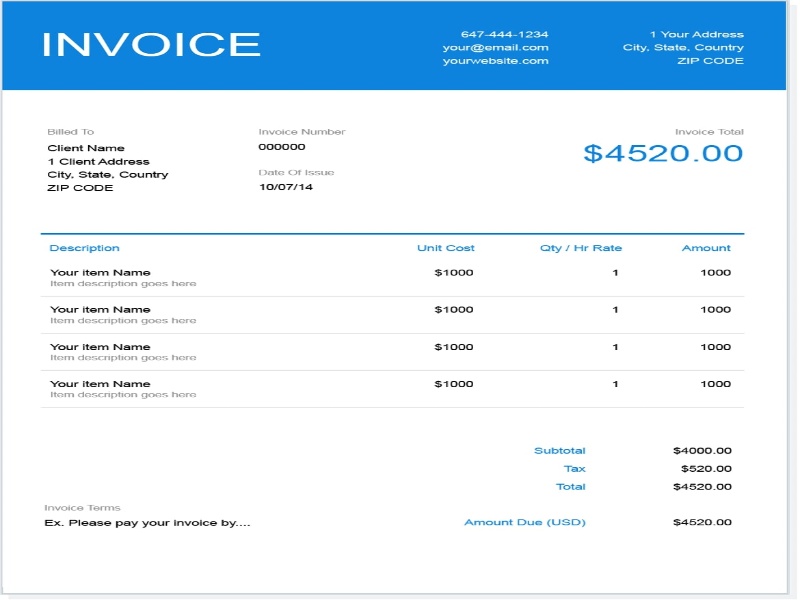 INVOICE
647-444-1234
your@email.com
yourwebsite.com
1 Your Address
City, State, Country
ZIP CODE
Billed To
Client Name
1 Client Address
City, State, Country
ZIP CODE
Invoice Number
000000
Date Of Issue
10/07/14
Invoice Total
$4520.00
Description Unit Cost Qty / Hr Rate Amount
Your item Name $1000 1 1000
Item description goes here
Your item Name $1000 1 1000
Item description goes here
Your item Name $1000 1 1000
Item description goes here
Your item Name $1000 1 1000
Item description goes here
Subtotal $4000.00
Tax $520.00
Total $4520.00
Invoice Terms
Ex. Please pay your invoice by....
Amount Due (USD) $4520.00